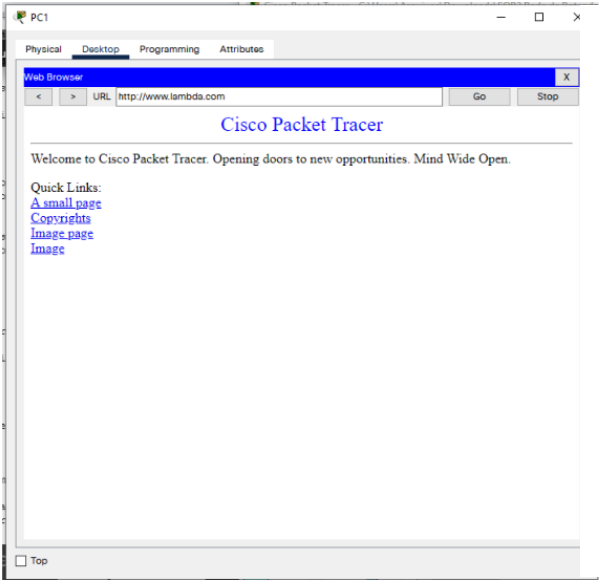 PC1
Physical Desktop Programming Attributes
Web Browser X
< > URL http://www.lambda.com Go Stop
Cisco Packet Tracer
Welcome to Cisco Packet Tracer. Opening doors to new opportunities. Mind Wide Open.
Quick Links:
A small page
Copyrights
Image page
Image
Top